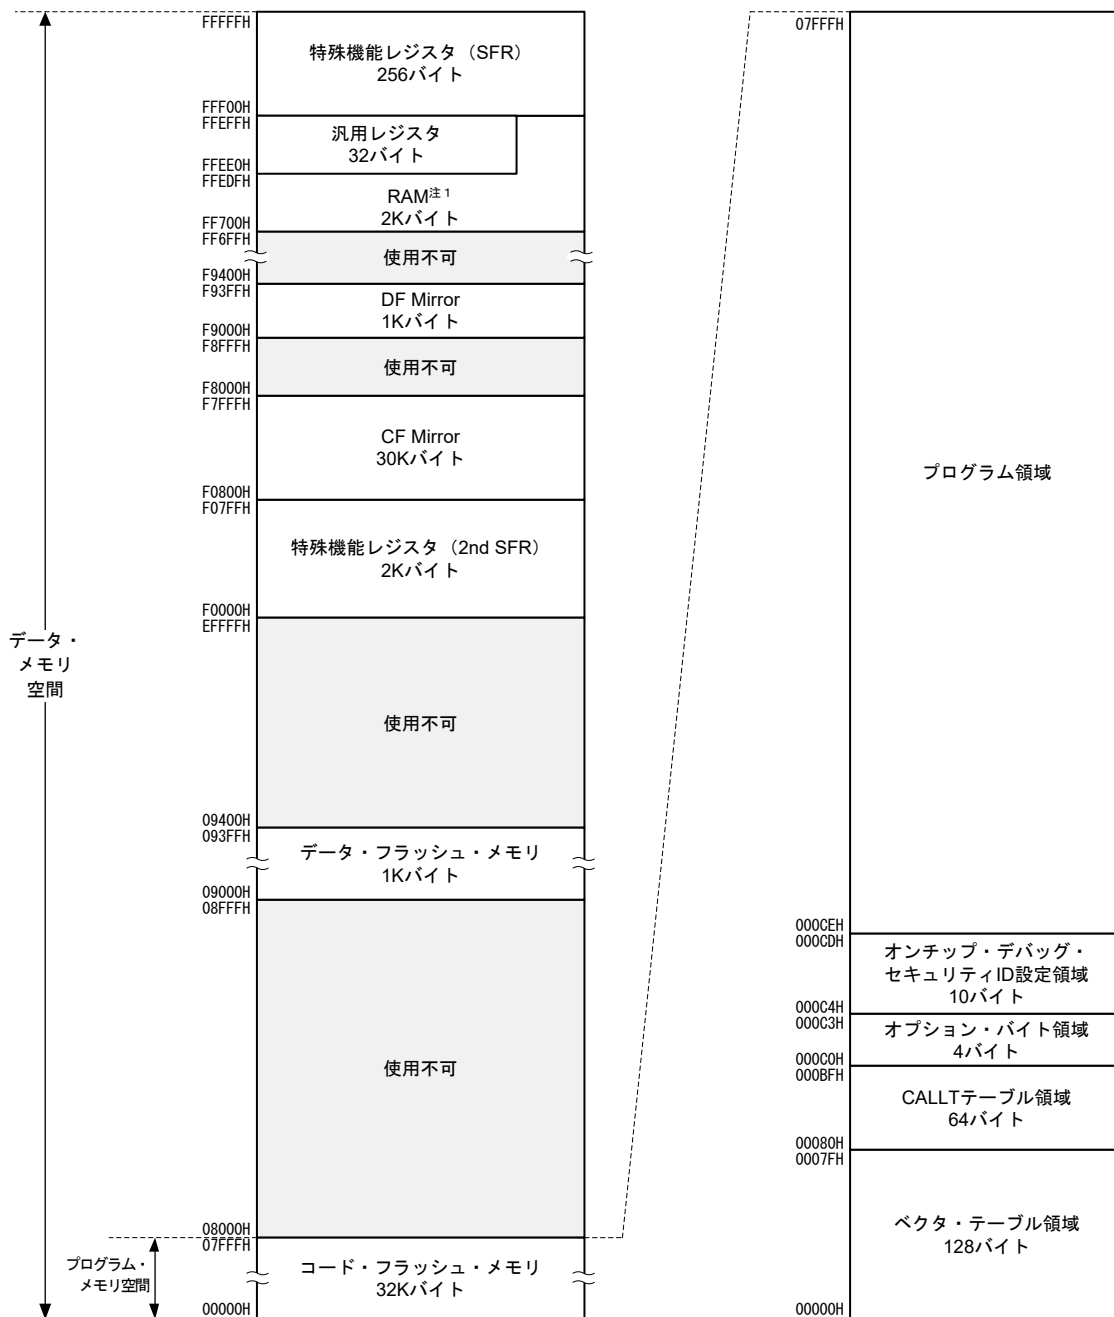 FFFFFH
特殊機能レジスタ（SFR）
256バイト
FFF00H
FFEFFH
汎用レジスタ
32バイト
FFEE0H
FFEDFH
RAM注1
2Kバイト
FF700H
FF6FFH
使用不可
F9400H
F93FFH
DF Mirror
1Kバイト
F9000H
F8FFFH
使用不可
F8000H
F7FFFH
CF Mirror
30Kバイト
F0800H
F07FFH
特殊機能レジスタ（2nd SFR）
2Kバイト
F0000H
EFFFFH
データ・
メモリ
空間
使用不可
09400H
093FFH
データ・フラッシュ・メモリ
1Kバイト
09000H
08FFFH
使用不可
08000H
07FFFH
プログラム・
メモリ空間
コード・フラッシュ・メモリ
32Kバイト
00000H
07FFFH
プログラム領域
000CEH
000CDH
オンチップ・デバッグ・
セキュリティID設定領域
10バイト
000C4H
000C3H
オプション・バイト領域
4バイト
000C0H
000BFH
CALLTテーブル領域
64バイト
00080H
0007FH
ベクタ・テーブル領域
128バイト
00000H